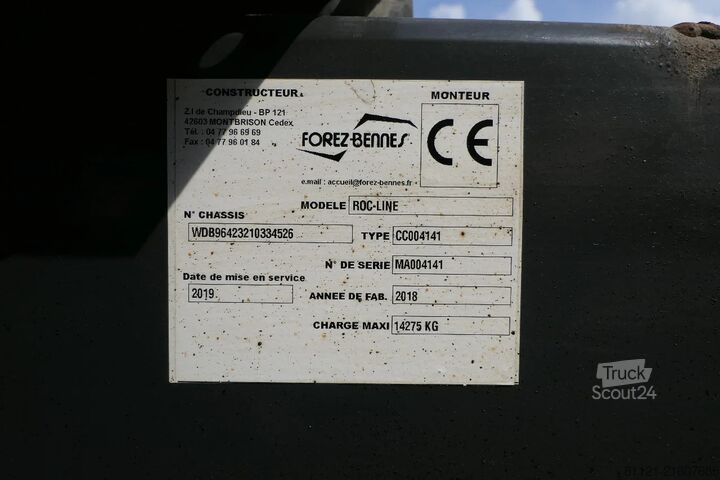 CONSTRUCTEUR
MONTEUR
Z.I de Champdieu - BP 121
42603 MONTBRISON Cedex
Tél. : 04 77 96 69 69
Fax : 04 77 96 01 84
FOREZ-BENNES
CE
e.mail : accueil@forez-bennes.fr
MODELE ROC-LINE
N° CHASSIS
WDB96423210334526
TYPE CC004141
N° DE SERIE MA004141
Date de mise en service
2019
ANNEE DE FAB. 2018
CHARGE MAXI 14275 KG
Truck
Scout24